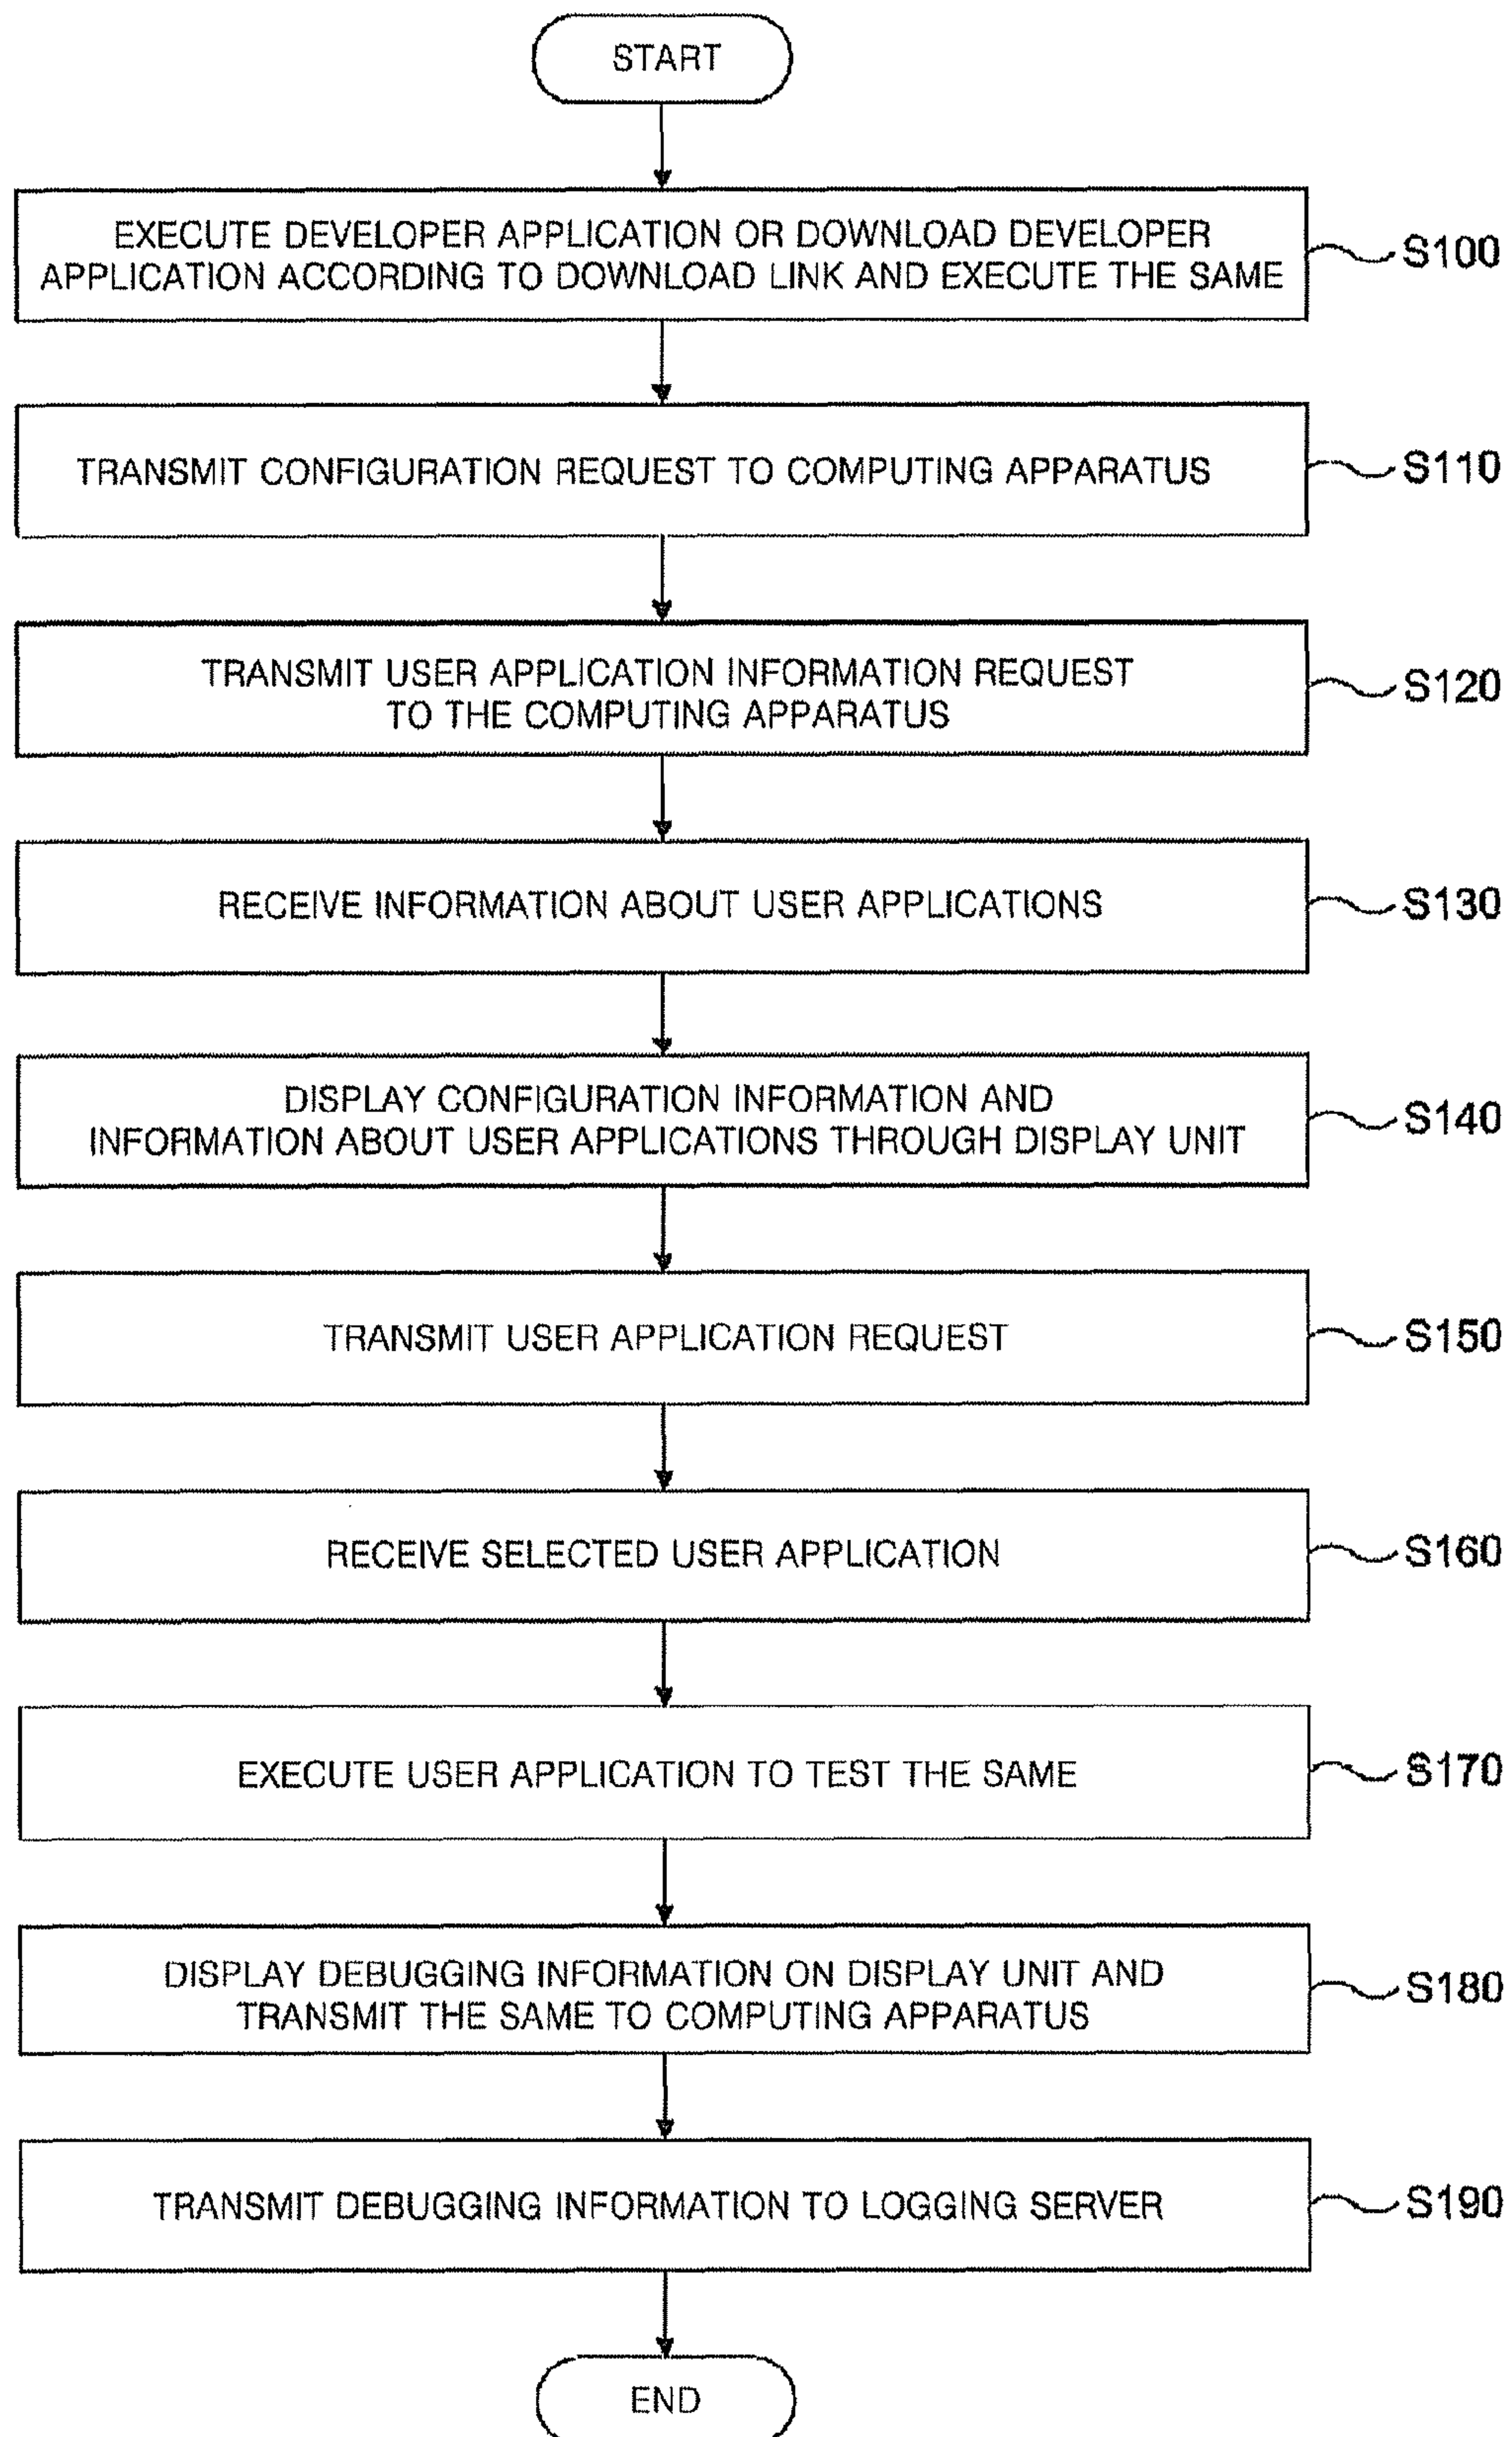 START
EXECUTE DEVELOPER APPLICATION OR DOWNLOAD DEVELOPER
APPLICATION ACCORDING TO DOWNLOAD LINK AND EXECUTE THE SAME
S100
TRANSMIT CONFIGURATION REQUEST TO COMPUTING APPARATUS
S110
TRANSMIT USER APPLICATION INFORMATION REQUEST
TO THE COMPUTING APPARATUS
S120
RECEIVE INFORMATION ABOUT USER APPLICATIONS
S130
DISPLAY CONFIGURATION INFORMATION AND
INFORMATION ABOUT USER APPLICATIONS THROUGH DISPLAY UNIT
S140
TRANSMIT USER APPLICATION REQUEST
S150
RECEIVE SELECTED USER APPLICATION
S160
EXECUTE USER APPLICATION TO TEST THE SAME
S170
DISPLAY DEBUGGING INFORMATION ON DISPLAY UNIT AND
TRANSMIT THE SAME TO COMPUTING APPARATUS
S180
TRANSMIT DEBUGGING INFORMATION TO LOGGING SERVER
S190
END